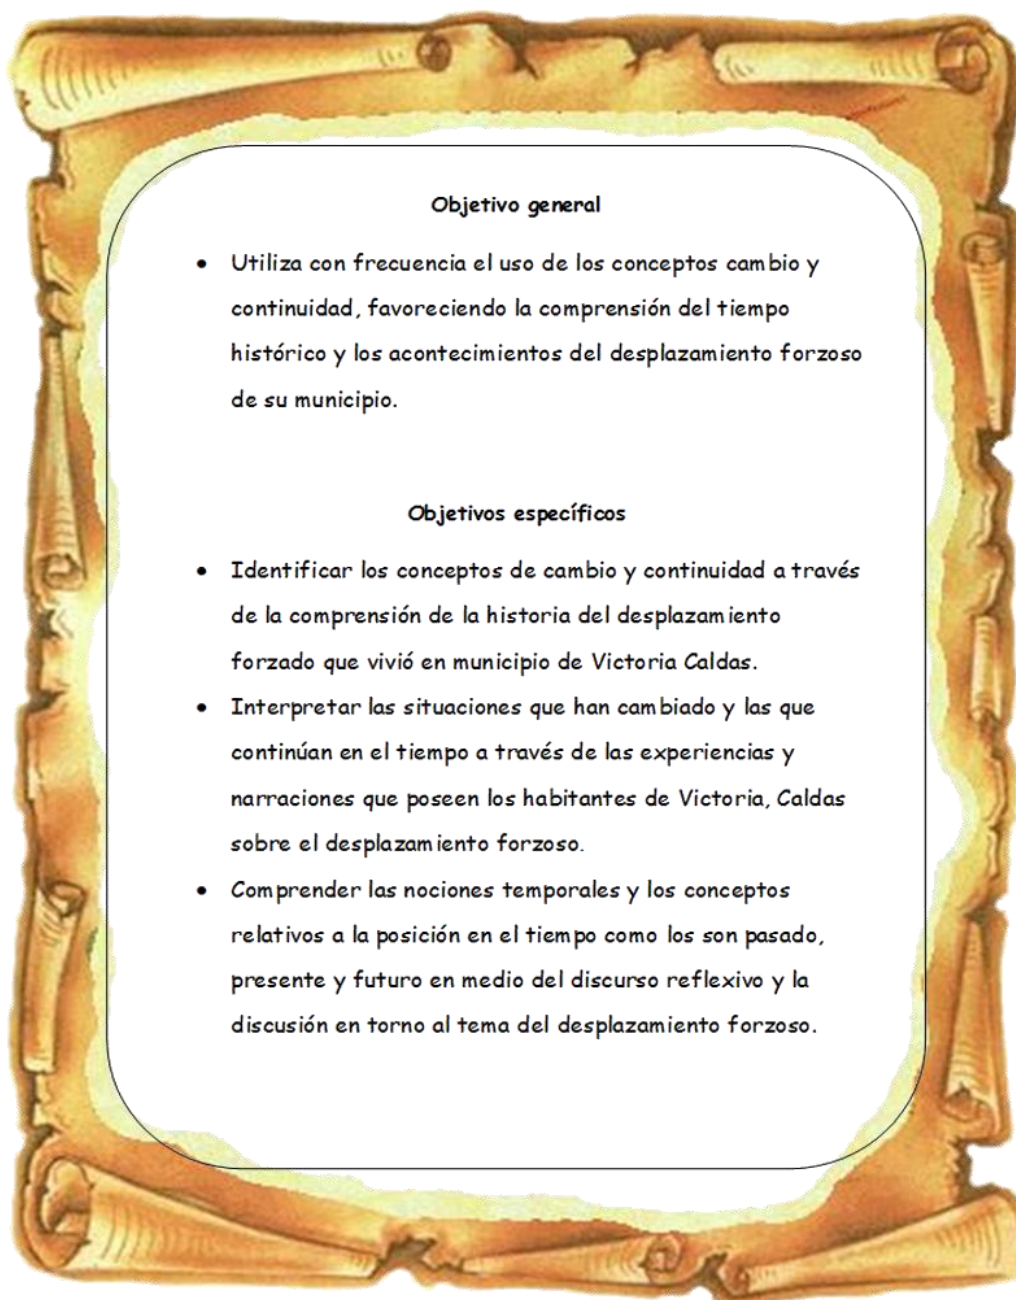 Objetivo general
• Utiliza con frecuencia el uso de los conceptos cambio y
continuidad, favoreciendo la comprensión del tiempo
histórico y los acontecimientos del desplazamiento forzoso
de su municipio.
Objetivos específicos
• Identificar los conceptos de cambio y continuidad a través
de la comprensión de la historia del desplazamiento
forzado que vivió en municipio de Victoria Caldas.
• Interpretar las situaciones que han cambiado y las que
continúan en el tiempo a través de las experiencias y
narraciones que poseen los habitantes de Victoria, Caldas
sobre el desplazamiento forzoso.
• Comprender las nociones temporales y los conceptos
relativos a la posición en el tiempo como los son pasado,
presente y futuro en medio del discurso reflexivo y la
discusión en torno al tema del desplazamiento forzoso.